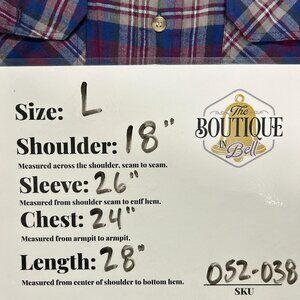 Size: L
The
BOUTIQUE
IN
Bell
Shoulder: 18"
Measured across the shoulder, seam to seam.
Sleeve: 26"
Measured from shoulder seam to cuff hem.
Chest: 24"
Measured from armpit to armpit.
Length: 28"
Measured from center of shoulder to bottom hem.
052-038
SKU